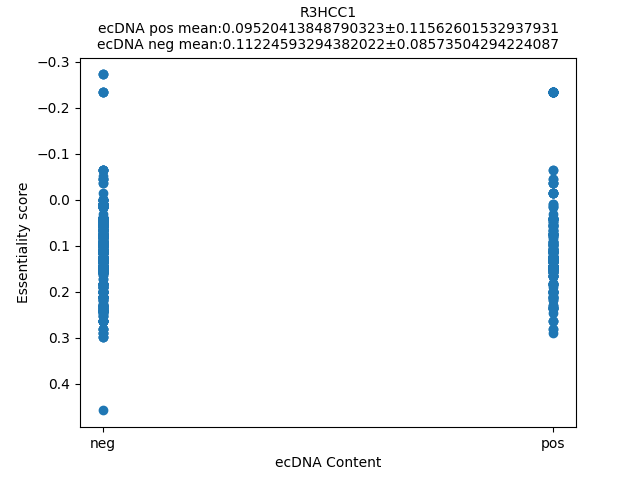 R3HCC1
ecDNA pos mean:0.09520413848790323±0.11562601532937931
ecDNA neg mean:0.11224593294382022±0.08573504294224087
−0.3
−0.2
−0.1
0.0
0.1
0.2
0.3
0.4
Essentiality score
neg
pos
ecDNA Content